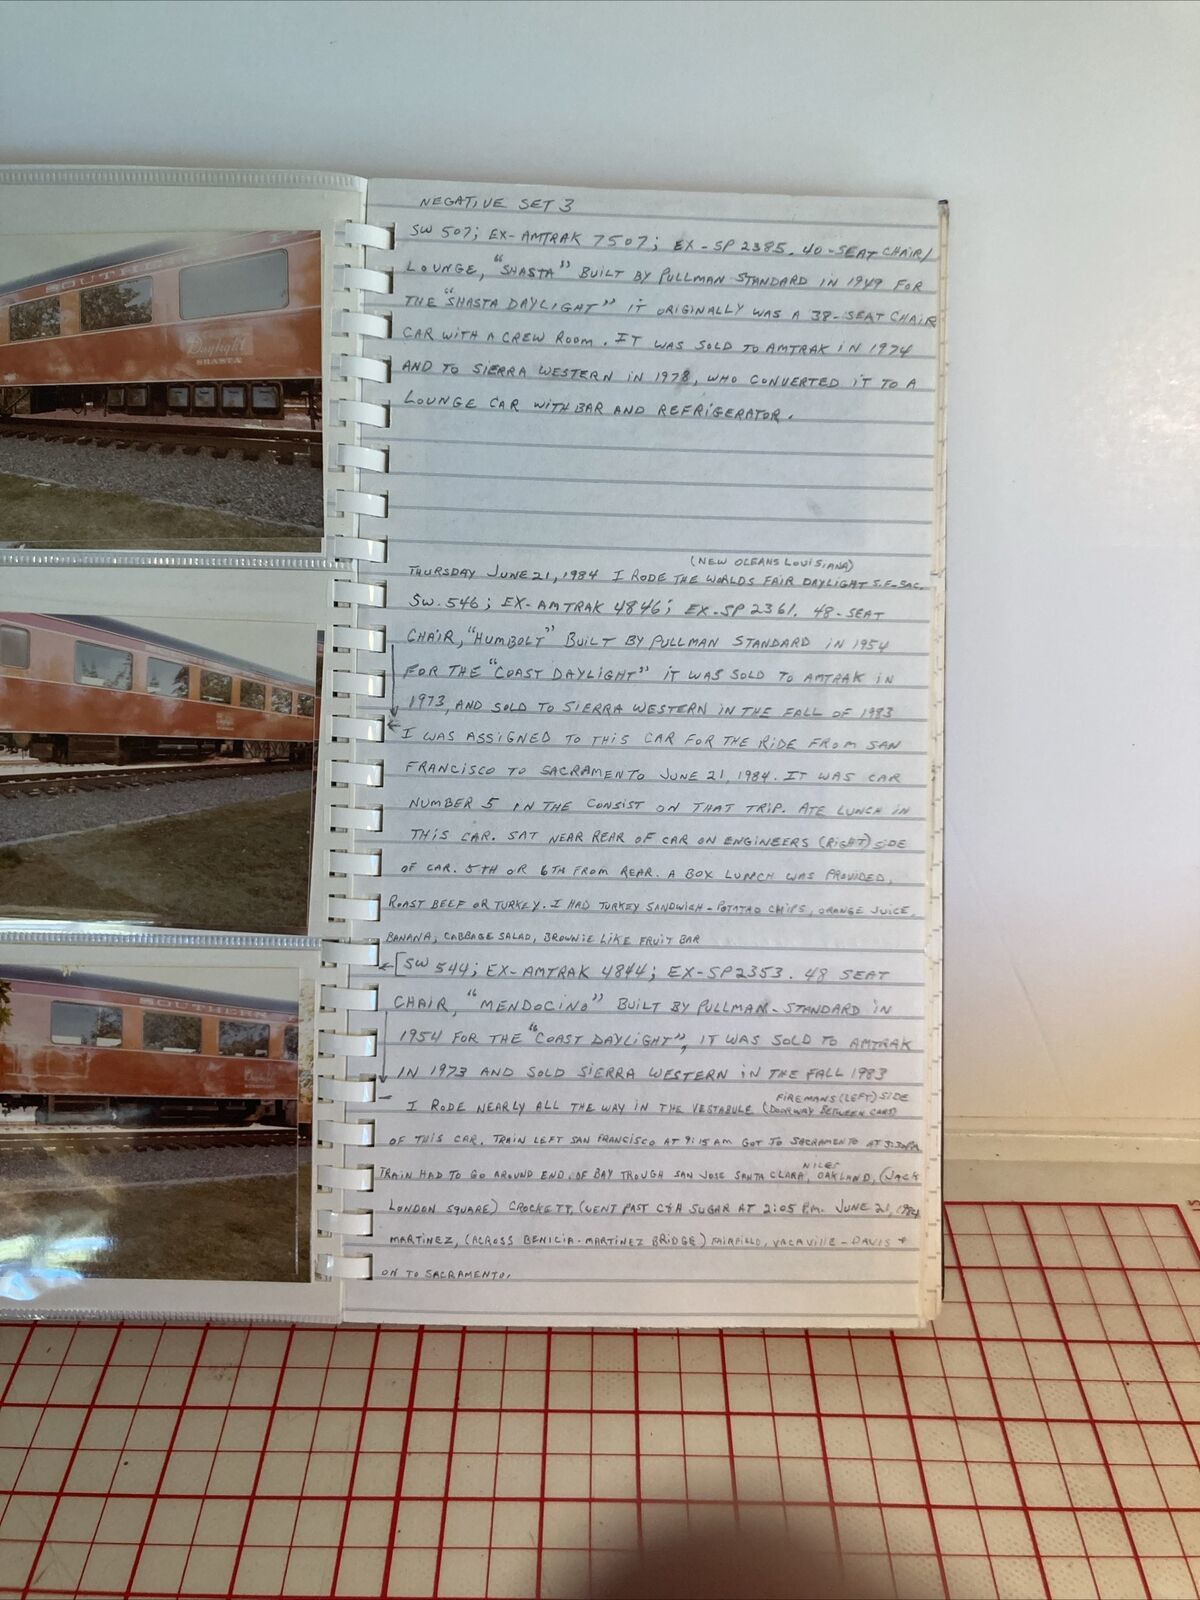 SOUTHER
Daylight
SHASTA
SOUTHERN
Daylight
NEGATIVE SET 3
SW 507; EX-AMTRAK 7507; EX-SP 2385. 40-SEAT CHAIR/
LOUNGE, "SHASTA" BUILT BY PULLMAN STANDARD IN 1949 FOR
THE "SHASTA DAYLIGHT" IT ORIGINALLY WAS A 38-SEAT CHAIR
CAR WITH A CREW ROOM. IT WAS SOLD TO AMTRAK IN 1974
AND TO SIERRA WESTERN IN 1978, WHO CONVERTED IT TO A
LOUNGE CAR WITH BAR AND REFRIGERATOR.
(NEW OLEANS LOUISIANA)
THURSDAY JUNE 21, 1984 I RODE THE WORLDS FAIR DAYLIGHT S.F-SAC.
SW. 546; EX-AMTRAK 4846; EX-SP 2361. 48-SEAT
CHAIR, "HUMBOLT" BUILT BY PULLMAN STANDARD IN 1954
FOR THE "COAST DAYLIGHT" IT WAS SOLD TO AMTRAK IN
1973, AND SOLD TO SIERRA WESTERN IN THE FALL OF 1983
I WAS ASSIGNED TO THIS CAR FOR THE RIDE FROM SAN
FRANCISCO TO SACRAMENTO JUNE 21, 1984. IT WAS CAR
NUMBER 5 IN THE CONSIST ON THAT TRIP. ATE LUNCH IN
THIS CAR. SAT NEAR REAR OF CAR ON ENGINEERS (RIGHT) SIDE
OF CAR. 5TH OR 6TH FROM REAR. A BOX LUNCH WAS PROVIDED,
ROAST BEEF OR TURKEY. I HAD TURKEY SANDWICH - POTATAO CHIPS, ORANGE JUICE,
BANANA, CABBAGE SALAD, BROWNIE LIKE FRUIT BAR
[SW 544; EX-AMTRAK 4844; EX-SP2353. 48 SEAT
CHAIR, "MENDOCINO" BUILT BY PULLMAN-STANDARD IN
1954 FOR THE "COAST DAYLIGHT", IT WAS SOLD TO AMTRAK
IN 1973 AND SOLD SIERRA WESTERN IN THE FALL 1983
FIREMANS (LEFT) SIDE
I RODE NEARLY ALL THE WAY IN THE VESTABULE (DOORWAY BETWEEN CARS)
OF THIS CAR. TRAIN LEFT SAN FRANCISCO AT 9:15 AM GOT TO SACRAMENTO AT 3:30PM
NILES
TRAIN HAD TO GO AROUND END OF BAY TROUGH SAN JOSE SANTA CLARA, OAKLAND, (JACK
LONDON SQUARE) CROCKETT, (WENT PAST C&H SUGAR AT 2:05 P.M. JUNE 21, 1984
MARTINEZ, (ACROSS BENICIA-MARTINEZ BRIDGE) FAIRFIELD, VACAVILLE - DAVIS +
ON TO SACRAMENTO.